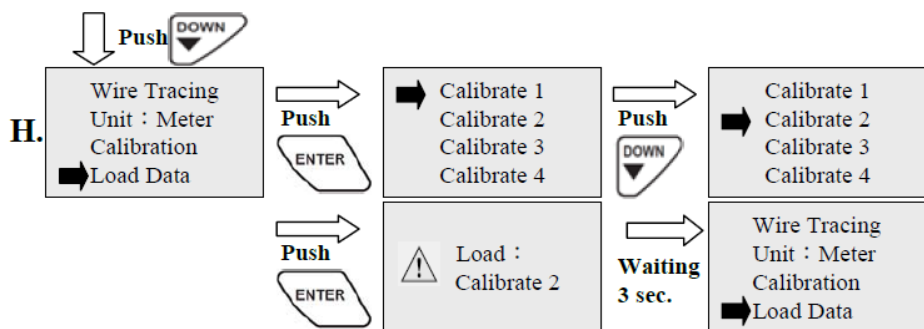 Push DOWN
H.
Wire Tracing
Unit：Meter
Calibration
Load Data
Push
ENTER
Calibrate 1
Calibrate 2
Calibrate 3
Calibrate 4
Push
DOWN
Calibrate 1
Calibrate 2
Calibrate 3
Calibrate 4
Push
ENTER
Load：
Calibrate 2
Waiting
3 sec.
Wire Tracing
Unit：Meter
Calibration
Load Data